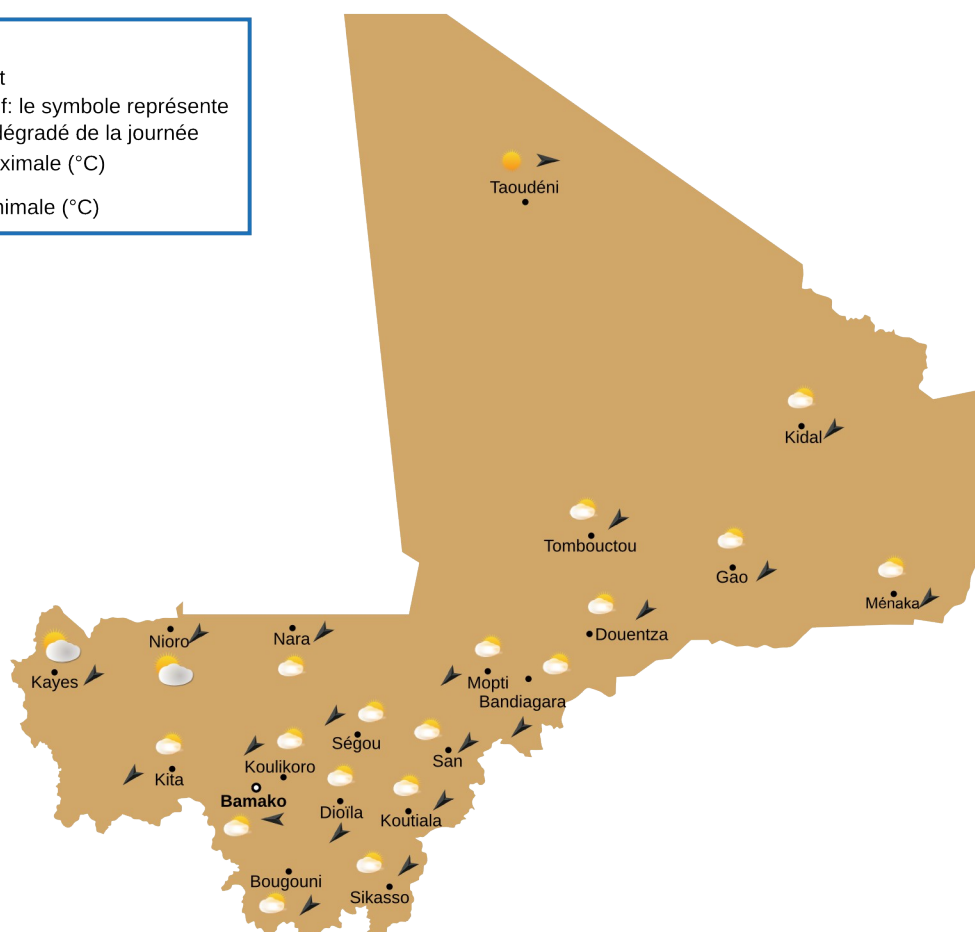 t
f: le symbole représente
dégradé de la journée
ximale (°C)
nimale (°C)
Taoudéni
Kidal
Tombouctou
Gao
Ménaka
Douentza
Nioro
Nara
Kayes
Mopti
Bandiagara
Ségou
San
Koulikoro
Kita
Bamako
Dioïla
Koutiala
Bougouni
Sikasso